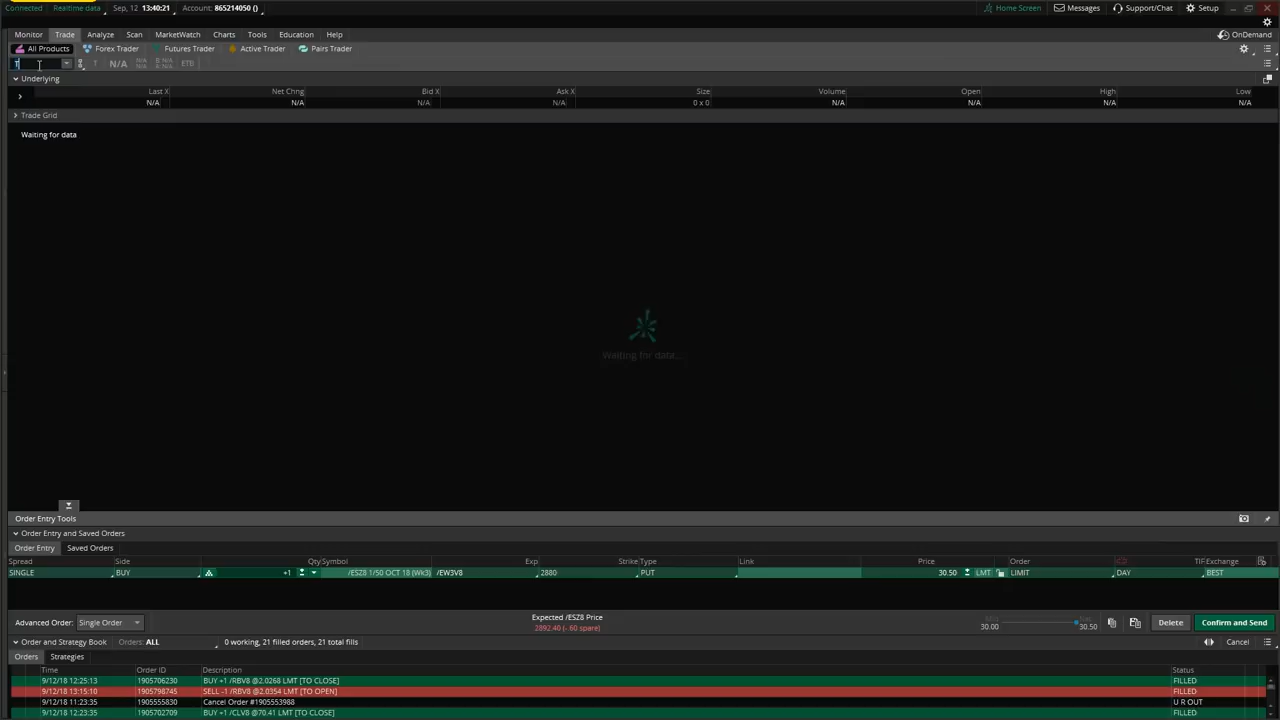 Connected Realtime data Sep, 12 13:40:21 Account: 865214050 () Home Screen Messages Support/Chat Setup
Monitor Trade Analyze Scan MarketWatch Charts Tools Education Help OnDemand
All Products Forex Trader Futures Trader Active Trader Pairs Trader
T T N/A N/A N/A B: N/A A: N/A ETB
Underlying
Last X Net Chng Bid X Ask X Size Volume Open High Low
N/A N/A N/A N/A 0 x 0 N/A N/A N/A N/A
Trade Grid
Waiting for data
Waiting for data...
Order Entry Tools
Order Entry and Saved Orders
Order Entry Saved Orders
Spread Side Qty Symbol Exp Strike Type Link Price Order TIF Exchange
SINGLE BUY +1 /ESZ8 1/50 OCT 18 (Wk3) /EW3V8 2880 PUT 30.50 LMT LIMIT DAY BEST
Advanced Order: Single Order Expected /ESZ8 Price 30.00 30.50 Delete Confirm and Send
2892.40 (-.60 spare)
Order and Strategy Book Orders: ALL 0 working, 21 filled orders, 21 total fills Cancel
Orders Strategies
Time Order ID Description Status
9/12/18 12:25:13 1905706230 BUY +1 /RBV8 @2.0268 LMT [TO CLOSE] FILLED
9/12/18 13:15:10 1905798745 SELL -1 /RBV8 @2.0354 LMT [TO OPEN] FILLED
9/12/18 11:23:35 1905555830 Cancel Order #1905553988 U R OUT
9/12/18 12:23:35 1905702709 BUY +1 /CLV8 @70.41 LMT [TO CLOSE] FILLED